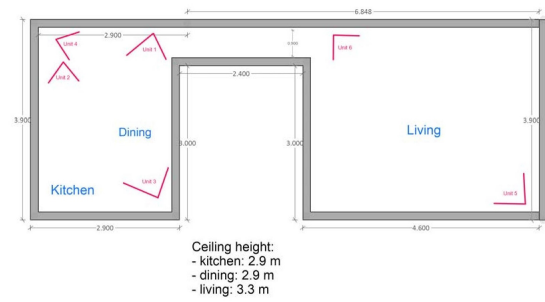 6.848
2.900
Unit 4
Unit 1
Unit 6
Unit 2
2.400
3.900
Dining
3.000
3.000
Living
3.900
Kitchen
Unit 3
Unit 5
2.900
4.600
Ceiling height:
- kitchen: 2.9 m
- dining: 2.9 m
- living: 3.3 m